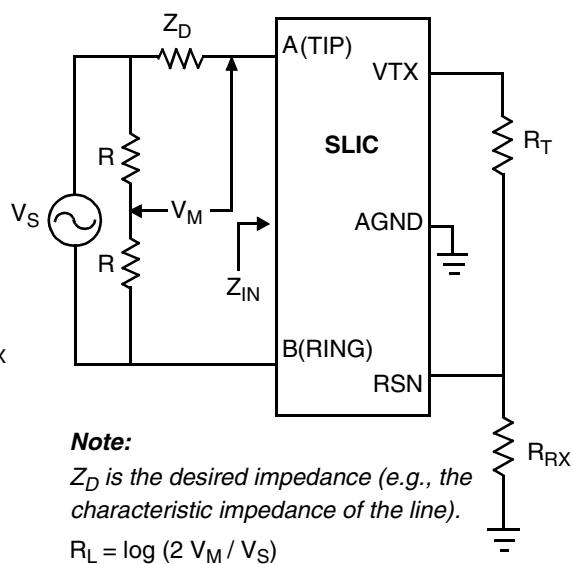 Z_D
A(TIP)
VTX
SLIC
R
R_T
V_S
V_M
AGND
R
Z_IN
B(RING)
X
RSN
R_RX
Note:
Z_D is the desired impedance (e.g., the
characteristic impedance of the line).
R_L = log (2 V_M / V_S)